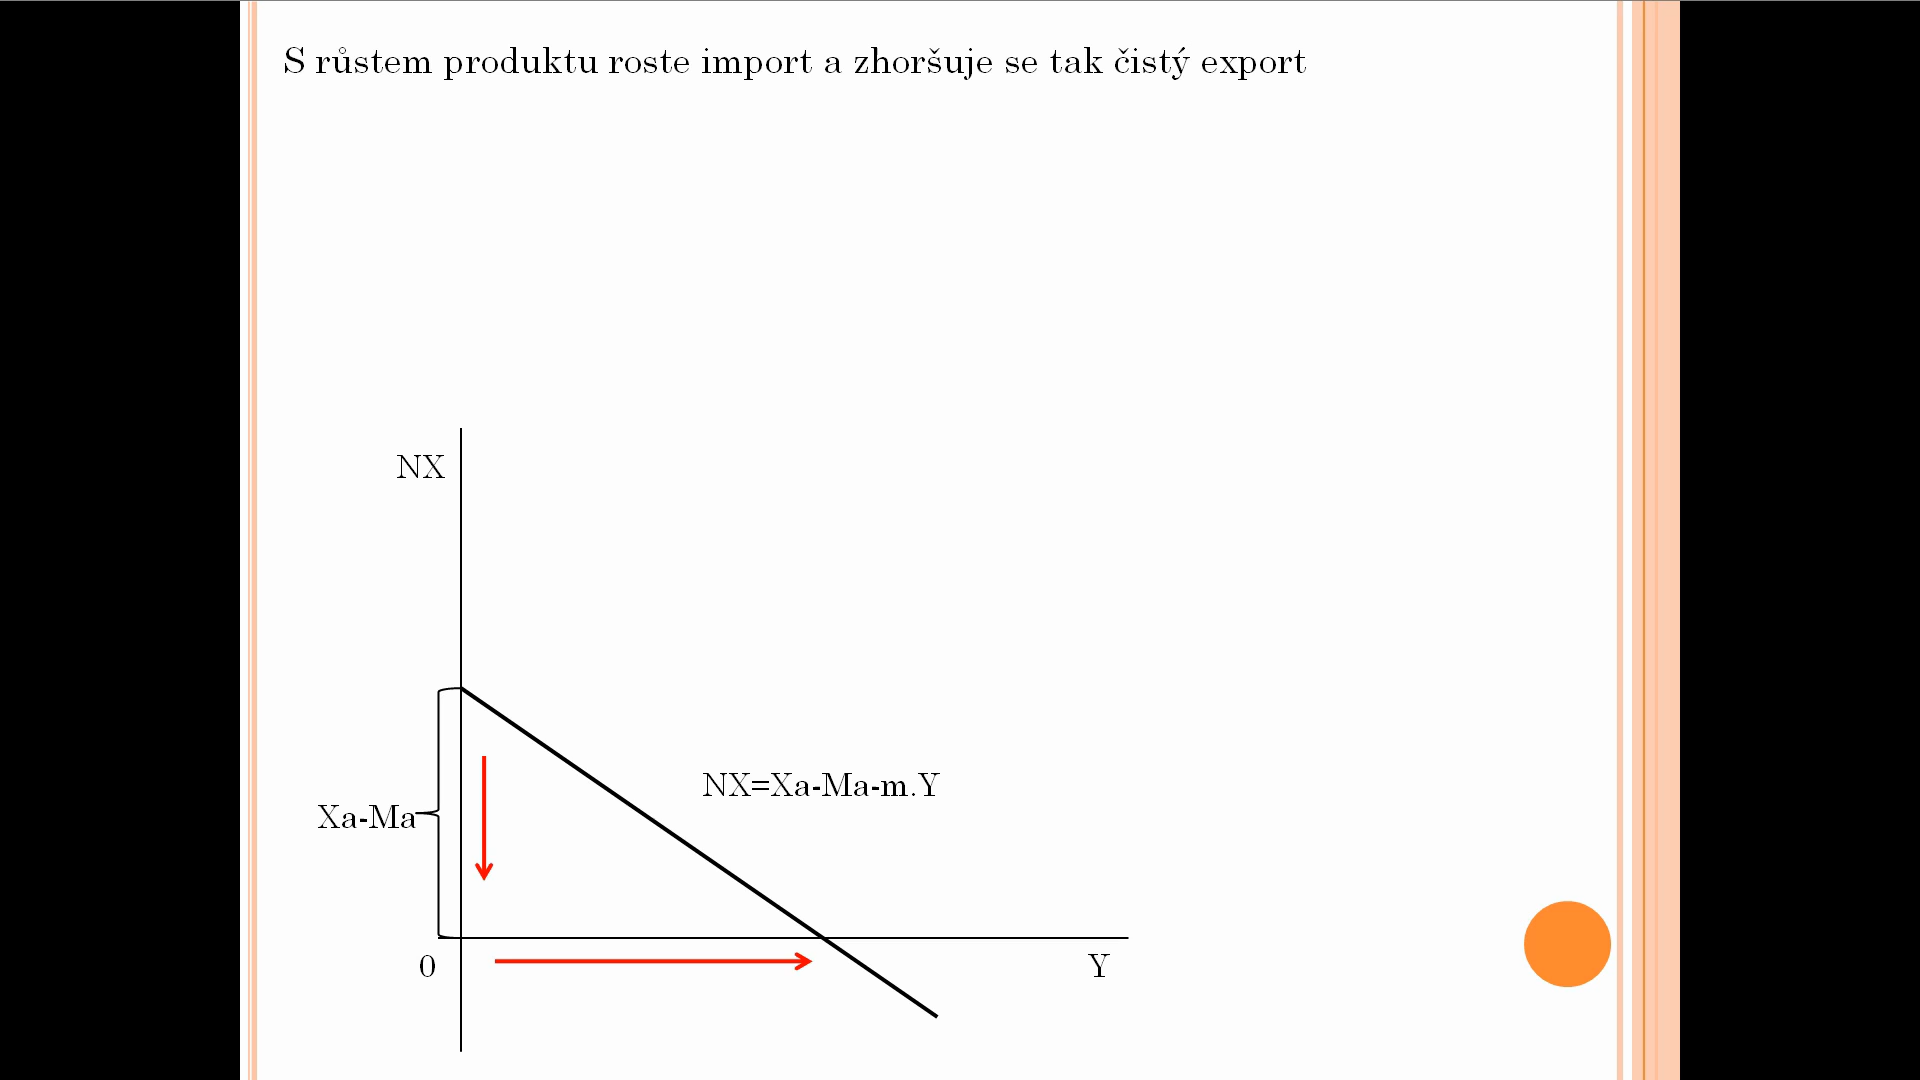 S růstem produktu roste import a zhoršuje se tak čistý export
NX
NX=Xa-Ma-m.Y
Xa-Ma
0
Y